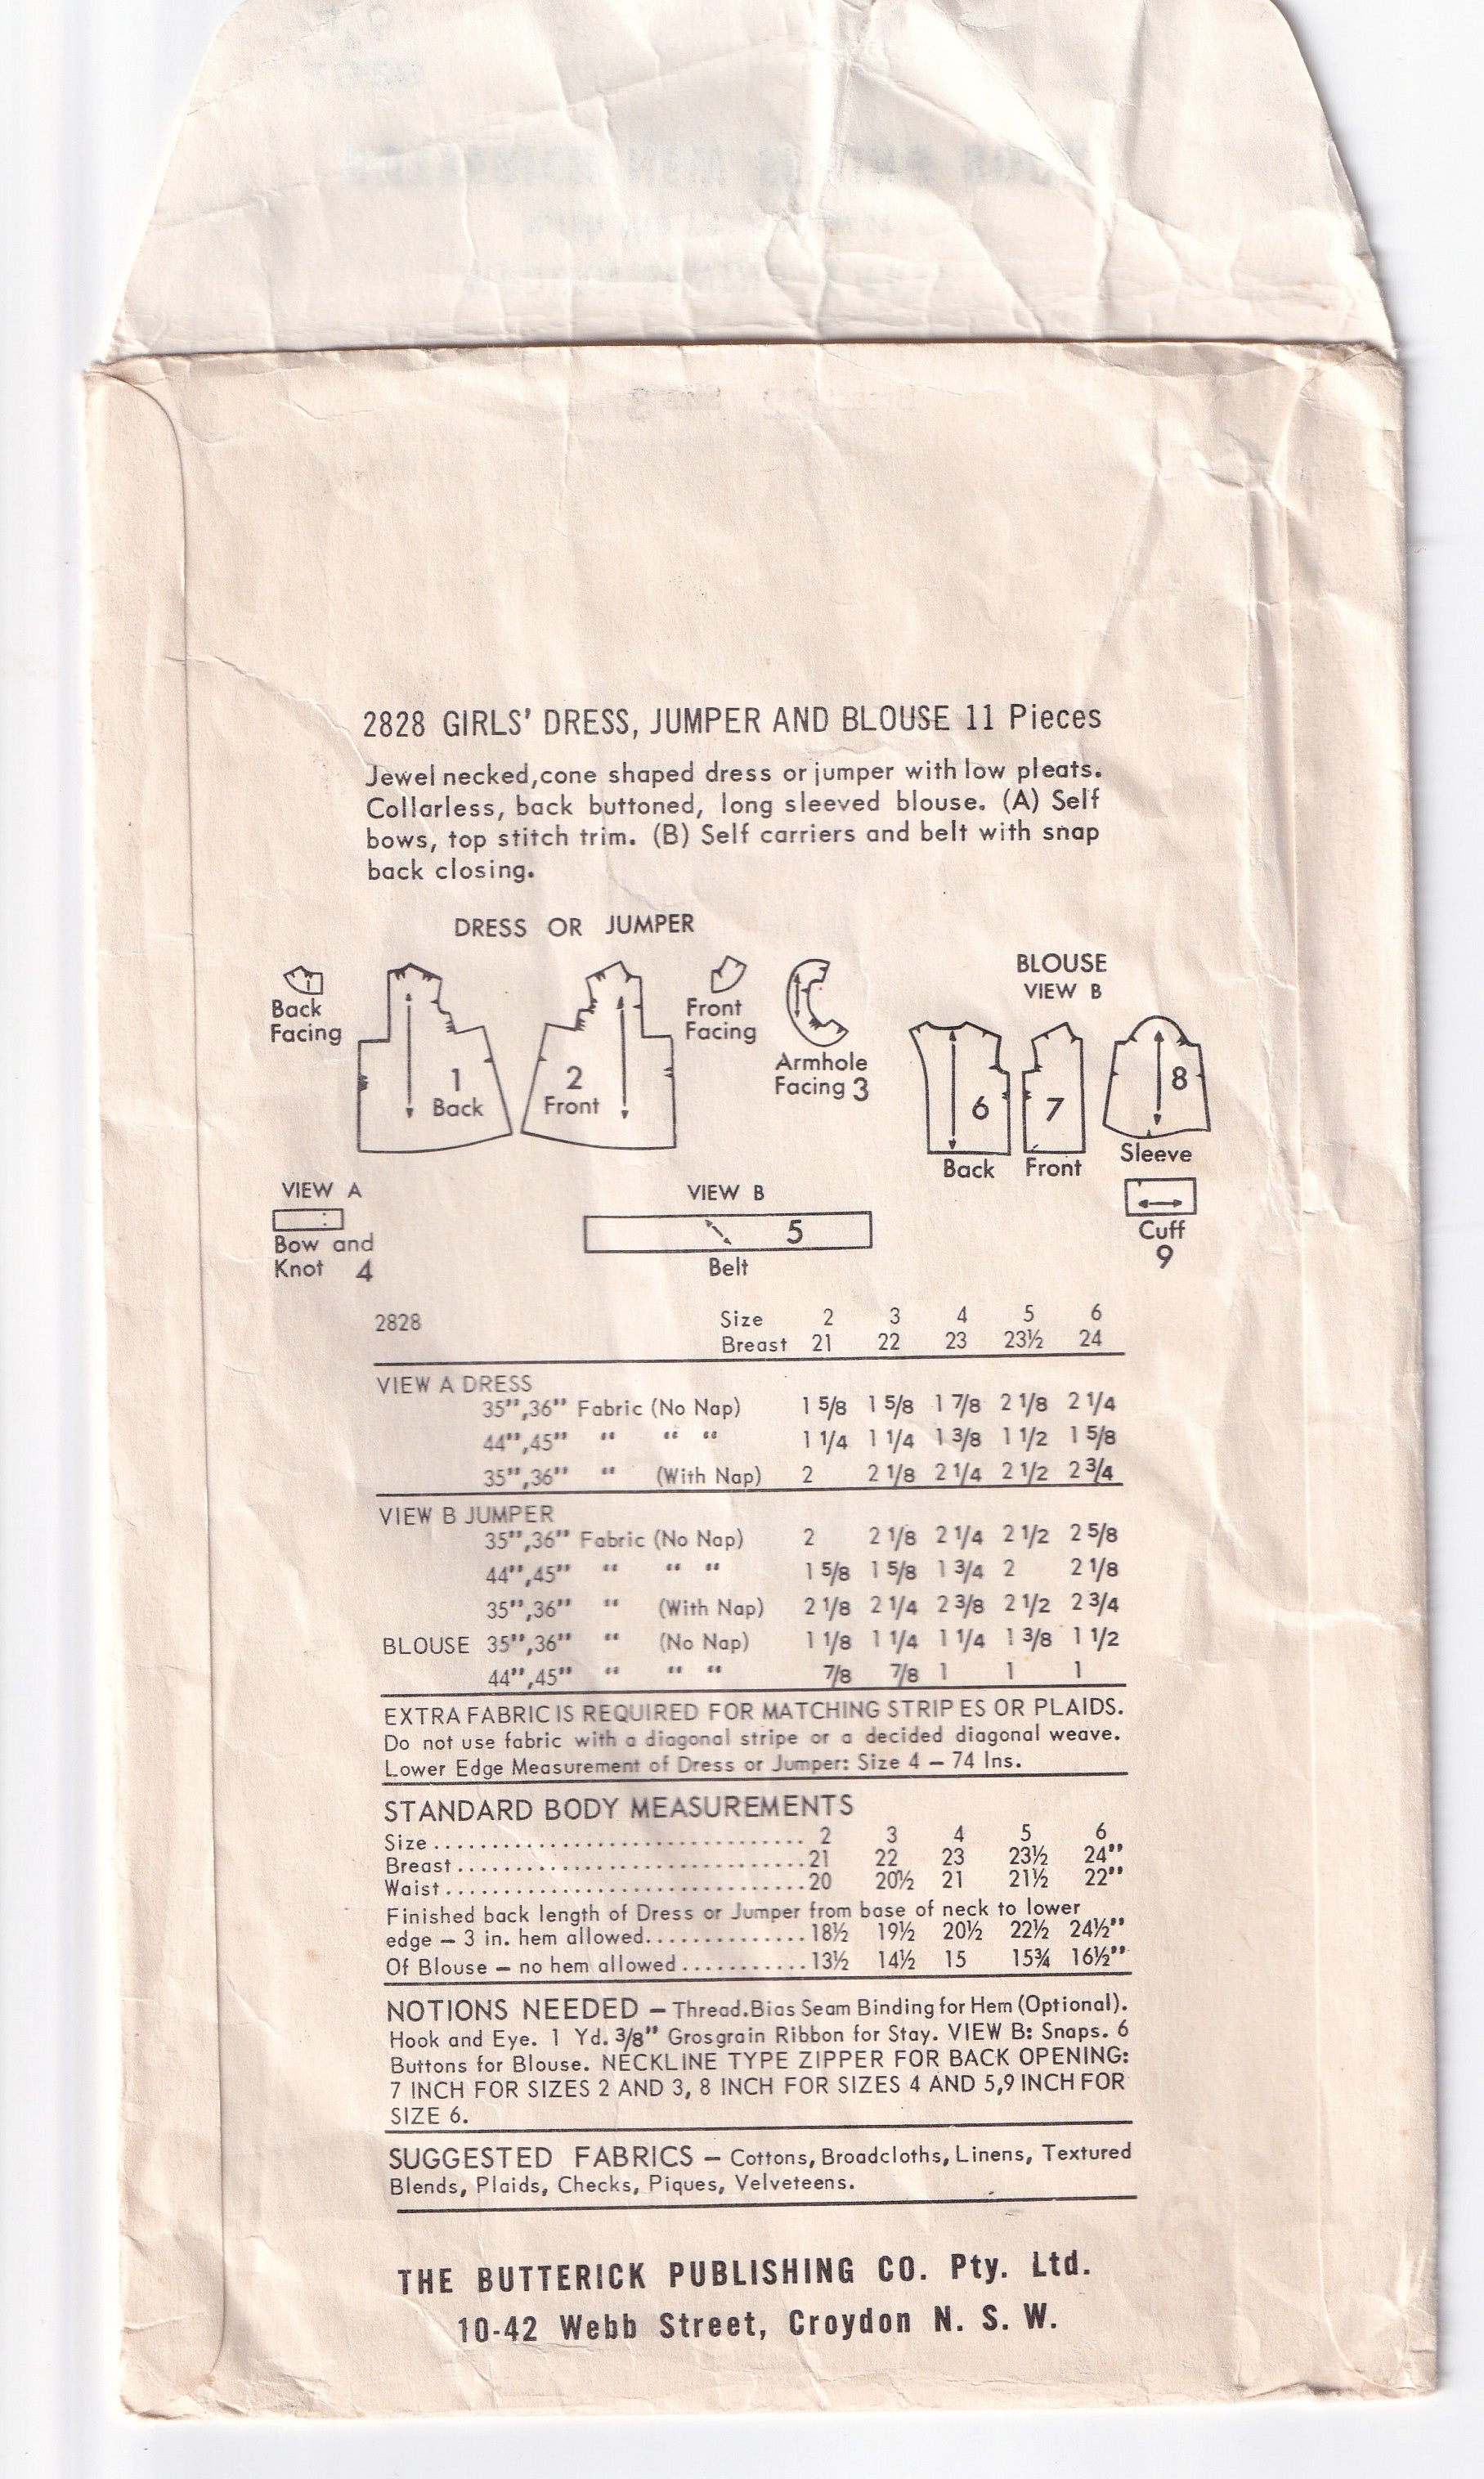 2828 GIRLS' DRESS, JUMPER AND BLOUSE 11 Pieces
Jewel necked,cone shaped dress or jumper with low pleats.
Collarless, back buttoned, long sleeved blouse. (A) Self
bows, top stitch trim. (B) Self carriers and belt with snap
back closing.
DRESS OR JUMPER
BLOUSE
VIEW B
Back
Facing
1
Back
2
Front
Front
Facing
Armhole
Facing 3
6
Back
7
Front
8
Sleeve
VIEW A
Bow and
Knot 4
VIEW B
5
Belt
Cuff
9
2828 Size 2 3 4 5 6
Breast 21 22 23 23½ 24
VIEW A DRESS
35",36" Fabric (No Nap) 1 5/8 1 5/8 1 7/8 2 1/8 2 1/4
44",45" " " " 1 1/4 1 1/4 1 3/8 1 1/2 1 5/8
35",36" " (With Nap) 2 2 1/8 2 1/4 2 1/2 2 3/4
VIEW B JUMPER
35",36" Fabric (No Nap) 2 2 1/8 2 1/4 2 1/2 2 5/8
44",45" " " " 1 5/8 1 5/8 1 3/4 2 2 1/8
35",36" " (With Nap) 2 1/8 2 1/4 2 3/8 2 1/2 2 3/4
BLOUSE 35",36" " (No Nap) 1 1/8 1 1/4 1 1/4 1 3/8 1 1/2
44",45" " " " 7/8 7/8 1 1 1
EXTRA FABRIC IS REQUIRED FOR MATCHING STRIPES OR PLAIDS.
Do not use fabric with a diagonal stripe or a decided diagonal weave.
Lower Edge Measurement of Dress or Jumper: Size 4 – 74 Ins.
STANDARD BODY MEASUREMENTS
Size ............................... 2 3 4 5 6
Breast ..............................21 22 23 23½ 24"
Waist ...............................20 20½ 21 21½ 22"
Finished back length of Dress or Jumper from base of neck to lower
edge – 3 in. hem allowed..............18½ 19½ 20½ 22½ 24½"
Of Blouse – no hem allowed ...........13½ 14½ 15 15¾ 16½"
NOTIONS NEEDED – Thread.Bias Seam Binding for Hem (Optional).
Hook and Eye. 1 Yd. 3/8" Grosgrain Ribbon for Stay. VIEW B: Snaps. 6
Buttons for Blouse. NECKLINE TYPE ZIPPER FOR BACK OPENING:
7 INCH FOR SIZES 2 AND 3, 8 INCH FOR SIZES 4 AND 5,9 INCH FOR
SIZE 6.
SUGGESTED FABRICS – Cottons, Broadcloths, Linens, Textured
Blends, Plaids, Checks, Piques, Velveteens.
THE BUTTERICK PUBLISHING CO. Pty. Ltd.
10-42 Webb Street, Croydon N. S. W.